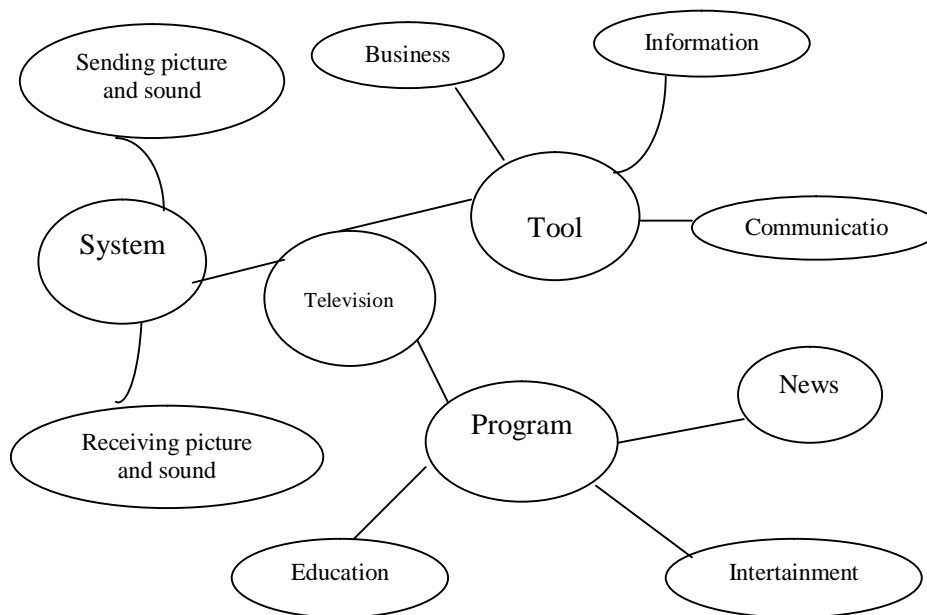 Sending picture
and sound
Business
Information
System
Tool
Communicatio
Television
News
Program
Receiving picture
and sound
Education
Intertainment